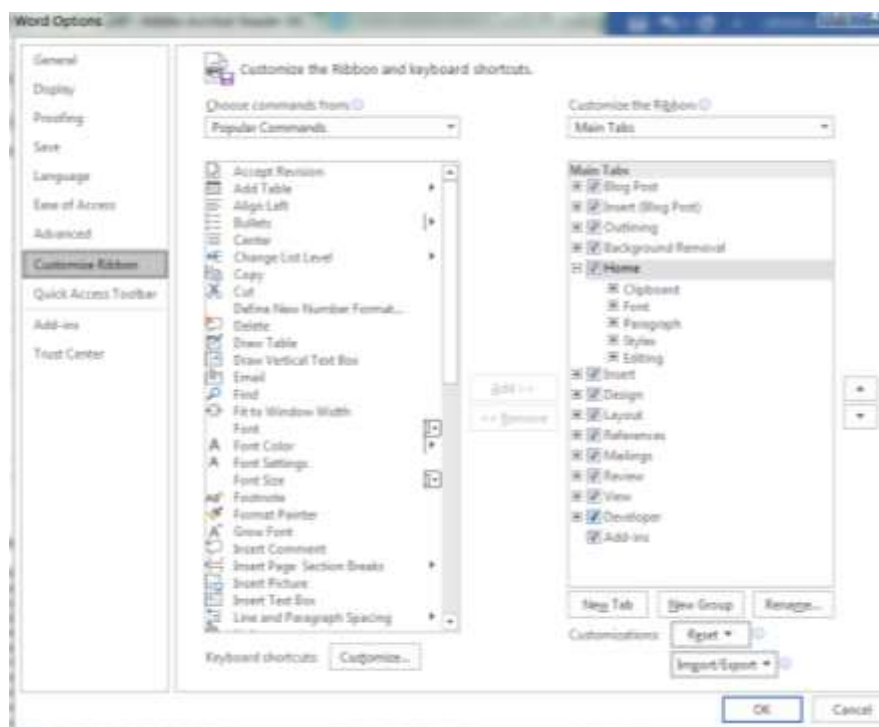 Word Options
General
Display
Proofing
Save
Language
Ease of Access
Advanced
Customize Ribbon
Quick Access Toolbar
Add-ins
Trust Center
Customize the Ribbon and keyboard shortcuts.
Choose commands from:
Popular Commands
Accept Revision
Add Table
Align Left
Bullets
Center
Change List Level
Copy
Cut
Define New Number Format...
Delete
Draw Table
Draw Vertical Text Box
Email
Find
Fit to Window Width
Font
Font Color
Font Settings
Font Size
Footnote
Format Painter
Grow Font
Insert Comment
Insert Page Section Breaks
Insert Picture
Insert Text Box
Line and Paragraph Spacing
Keyboard shortcuts: Customize...
Add >>
<< Remove
Customize the Ribbon:
Main Tabs
Main Tabs
Blog Post
Insert (Blog Post)
Outlining
Background Removal
Home
Clipboard
Font
Paragraph
Styles
Editing
Insert
Design
Layout
References
Mailings
Review
View
Developer
Add-ins
New Tab New Group Rename...
Customizations: Reset
Import/Export
OK Cancel